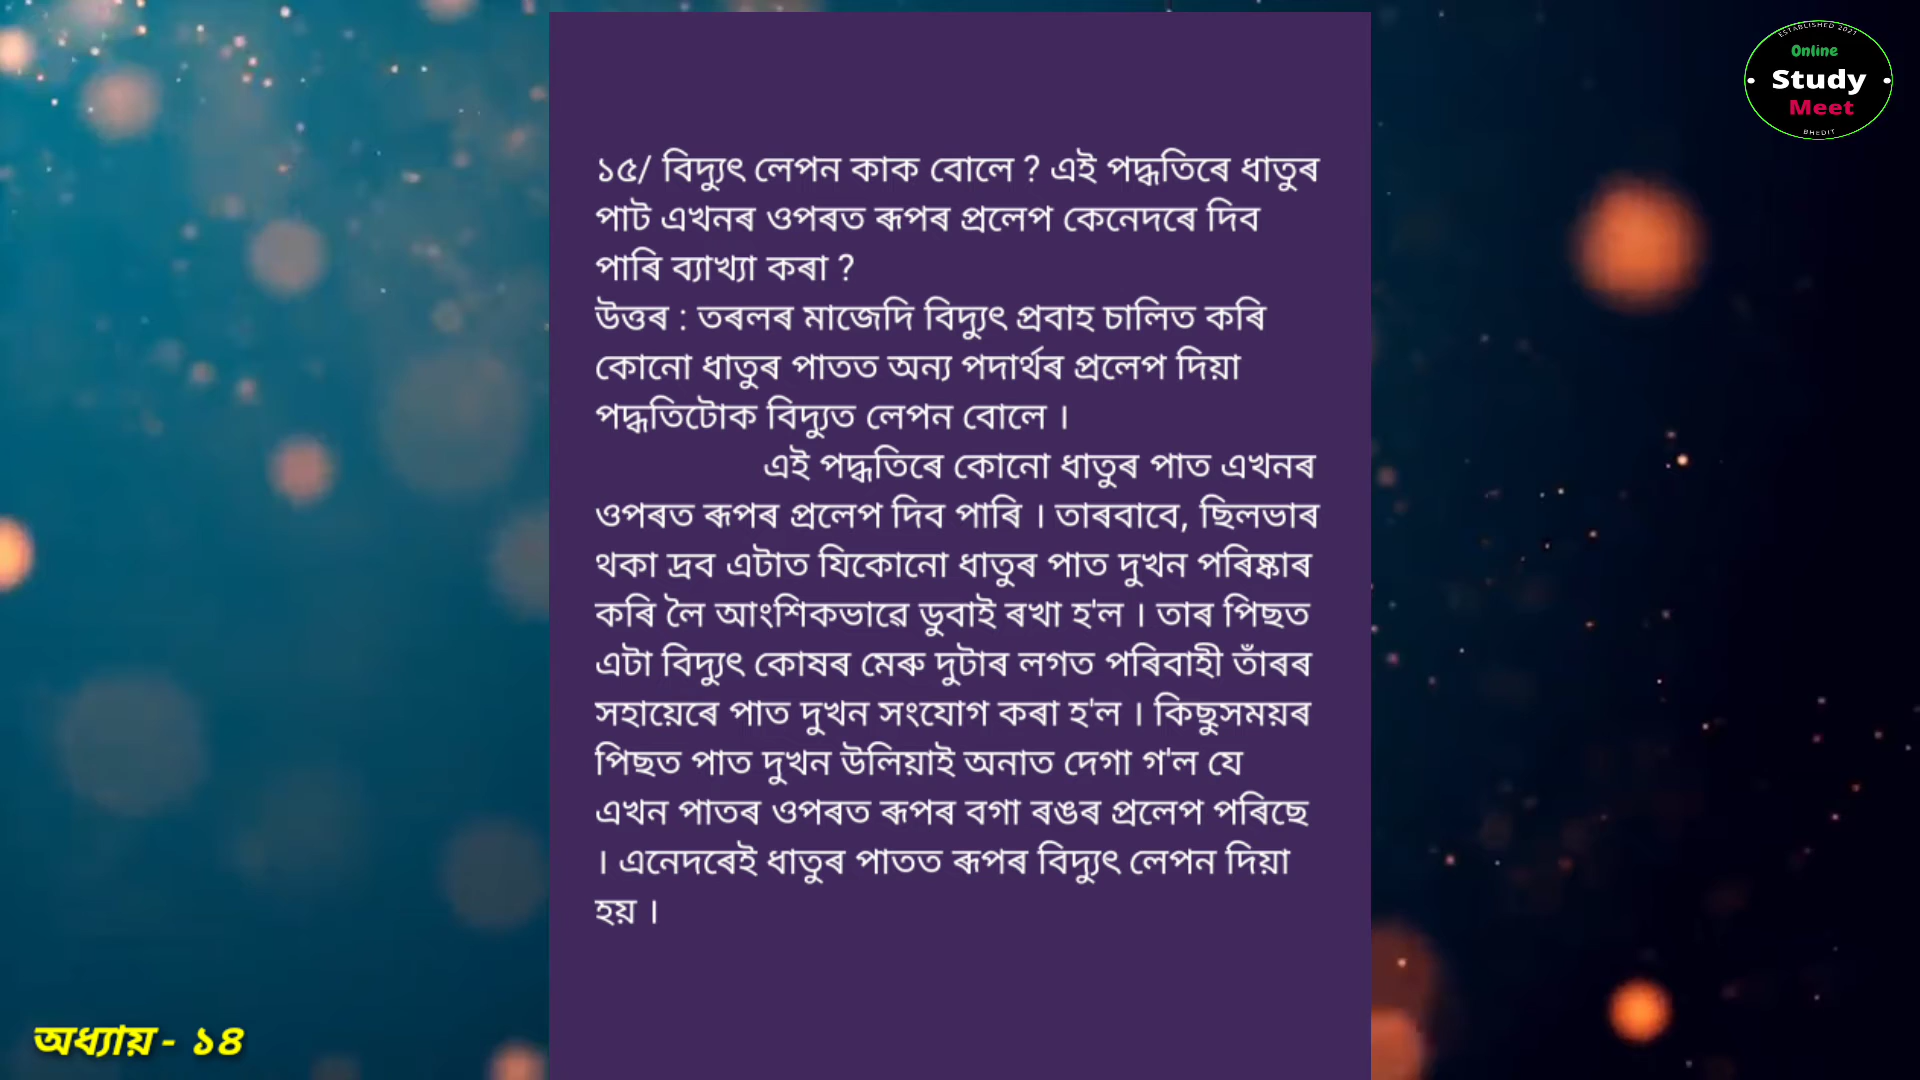 ESTABLISHED 2021
Online
Study
Meet
BHEDIT
১৫/ বিদ্যুৎ লেপন কাক বোলে ? এই পদ্ধতিৰে ধাতুৰ
পাট এখনৰ ওপৰত ৰূপৰ প্ৰলেপ কেনেদৰে দিব
পাৰি ব্যাখ্যা কৰা ?
উত্তৰ : তৰলৰ মাজেদি বিদ্যুৎ প্ৰবাহ চালিত কৰি
কোনো ধাতুৰ পাতত অন্য পদাৰ্থৰ প্ৰলেপ দিয়া
পদ্ধতিটোক বিদ্যুত লেপন বোলে ।
এই পদ্ধতিৰে কোনো ধাতুৰ পাত এখনৰ
ওপৰত ৰূপৰ প্ৰলেপ দিব পাৰি । তাৰবাবে, ছিলভাৰ
থকা দ্ৰব এটাত যিকোনো ধাতুৰ পাত দুখন পৰিষ্কাৰ
কৰি লৈ আংশিকভাৱে ডুবাই ৰখা হ'ল । তাৰ পিছত
এটা বিদ্যুৎ কোষৰ মেৰু দুটাৰ লগত পৰিবাহী তাঁৰৰ
সহায়েৰে পাত দুখন সংযোগ কৰা হ'ল । কিছুসময়ৰ
পিছত পাত দুখন উলিয়াই অনাত দেগা গ'ল যে
এখন পাতৰ ওপৰত ৰূপৰ বগা ৰঙৰ প্ৰলেপ পৰিছে
। এনেদৰেই ধাতুৰ পাতত ৰূপৰ বিদ্যুৎ লেপন দিয়া
হয় ।
অধ্যায় - ১৪